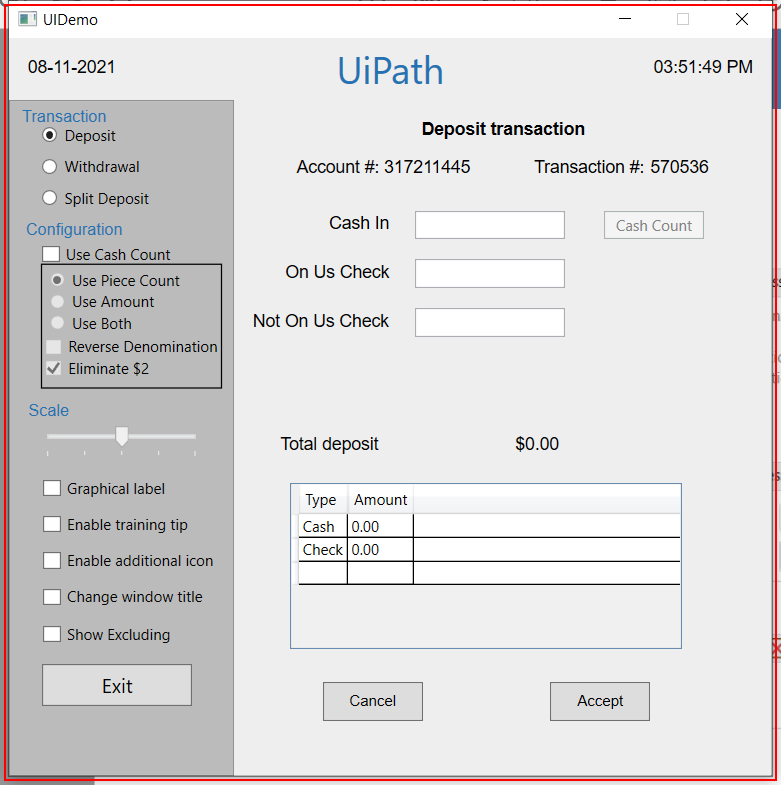 UIDemo
08-11-2021
UiPath
03:51:49 PM
Transaction
Deposit
Withdrawal
Split Deposit
Configuration
Use Cash Count
Use Piece Count
Use Amount
Use Both
Reverse Denomination
Eliminate $2
Scale
Graphical label
Enable training tip
Enable additional icon
Change window title
Show Excluding
Exit
Deposit transaction
Account #: 317211445 Transaction #: 570536
Cash In
Cash Count
On Us Check
Not On Us Check
Total deposit $0.00
Type Amount
Cash 0.00
Check 0.00
Cancel
Accept